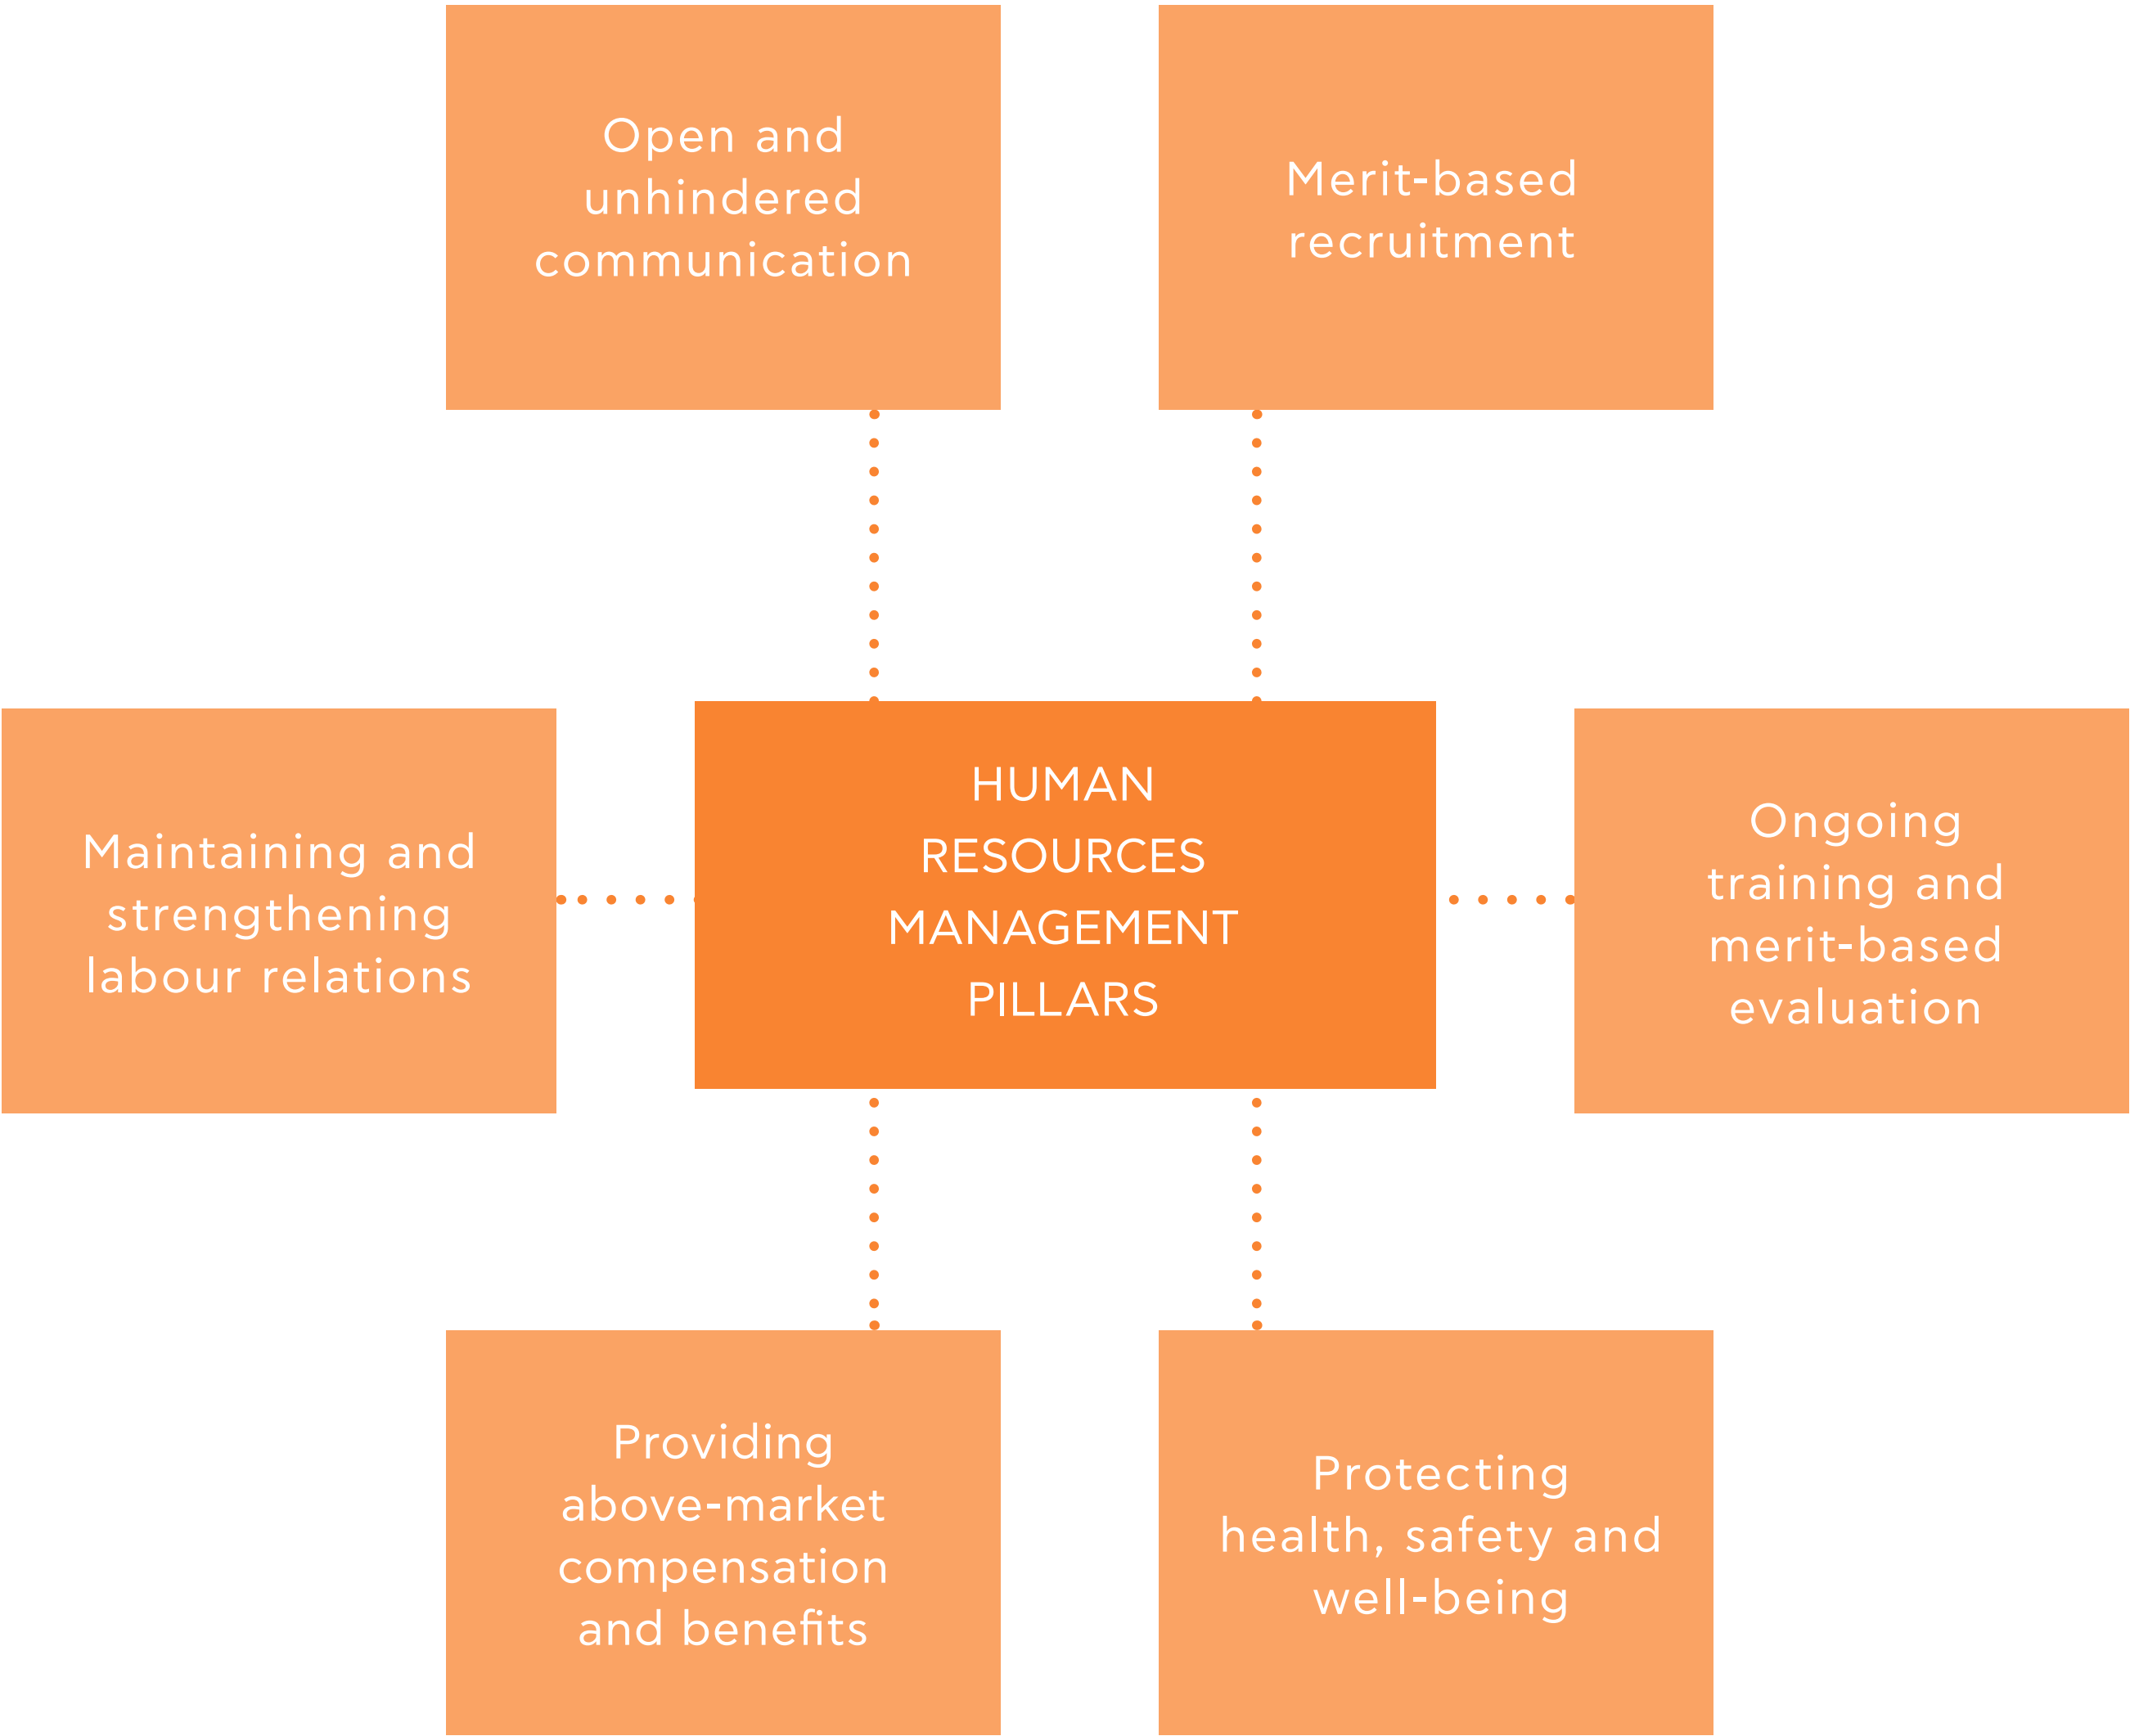 Open and
unhindered
communication
Merit-based
recruitment
Maintaining and
strengthening
labour relations
HUMAN
RESOURCES
MANAGEMENT
PILLARS
Ongoing
training and
merit-based
evaluation
Providing
above-market
compensation
and benefits
Protecting
health, safety and
well-being